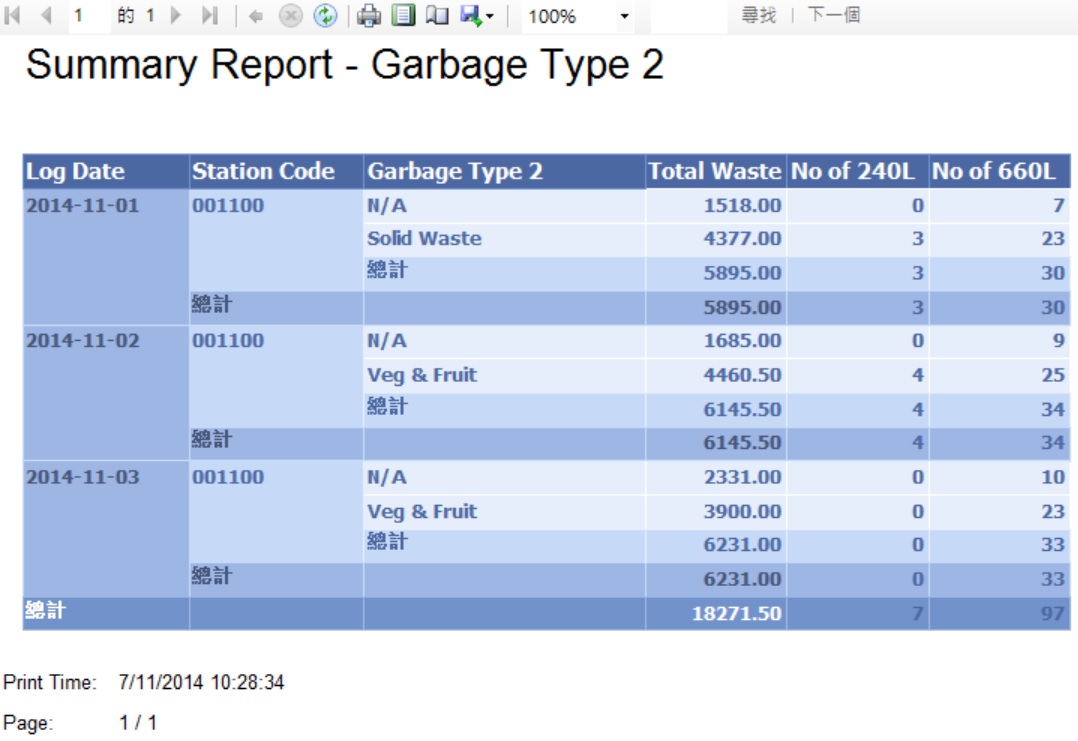 1 的 1 100% 尋找 | 下一個
Summary Report - Garbage Type 2
Log Date Station Code Garbage Type 2 Total Waste No of 240L No of 660L
2014-11-01 001100 N/A 1518.00 0 7
Solid Waste 4377.00 3 23
總計 5895.00 3 30
總計 5895.00 3 30
2014-11-02 001100 N/A 1685.00 0 9
Veg & Fruit 4460.50 4 25
總計 6145.50 4 34
總計 6145.50 4 34
2014-11-03 001100 N/A 2331.00 0 10
Veg & Fruit 3900.00 0 23
總計 6231.00 0 33
總計 6231.00 0 33
總計 18271.50 7 97
Print Time: 7/11/2014 10:28:34
Page: 1 / 1